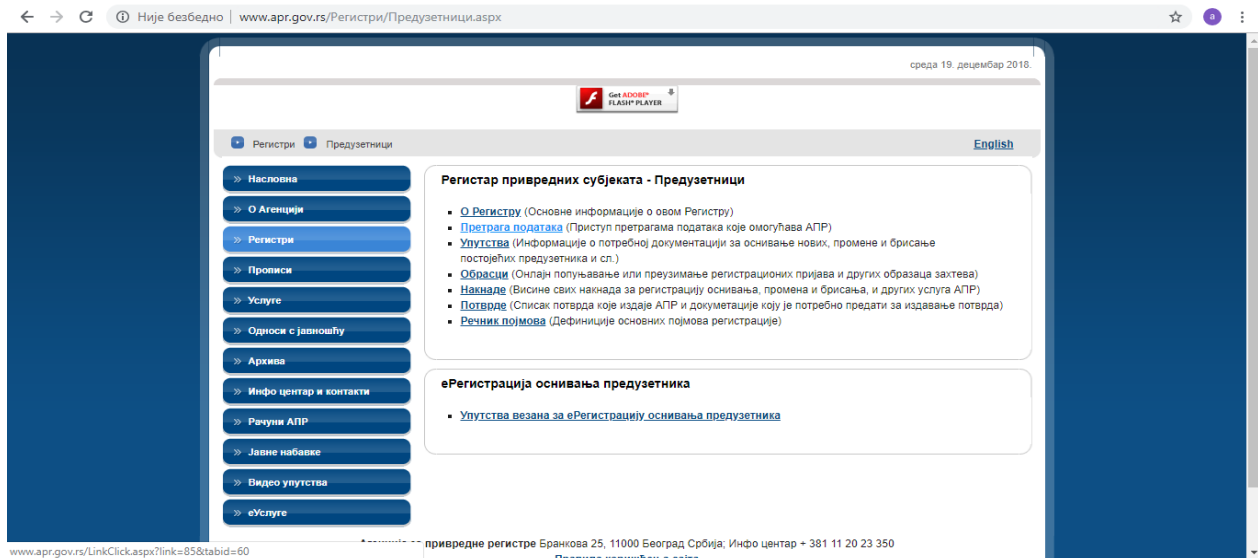 Није безбедно | www.apr.gov.rs/Регистри/Предузетници.aspx
a
среда 19. децембар 2018.
Get ADOBE®
FLASH® PLAYER
Регистри Предузетници English
» Насловна
» О Агенцији
» Регистри
» Прописи
» Услуге
» Односи с јавношћу
» Архива
» Инфо центар и контакти
» Рачуни АПР
» Јавне набавке
» Видео упутства
» еУслуге
Регистар привредних субјеката - Предузетници
О Регистру (Основне информације о овом Регистру)
Претрага података (Приступ претрагама података које омогућава АПР)
Упутства (Информације о потребној документацији за оснивање нових, промене и брисање
постојећих предузетника и сл.)
Обрасци (Онлајн попуњавање или преузимање регистрационих пријава и других образаца захтева)
Накнаде (Висине свих накнада за регистрацију оснивања, промена и брисања, и других услуга АПР)
Потврде (Списак потврда које издаје АПР и докуметације коју је потребно предати за издавање потврда)
Речник појмова (Дефиниције основних појмова регистрације)
еРегистрација оснивања предузетника
Упутства везана за еРегистрацију оснивања предузетника
привредне регистре Бранкова 25, 11000 Београд Србија; Инфо центар + 381 11 20 23 350
www.apr.gov.rs/LinkClick.aspx?link=85&tabid=60